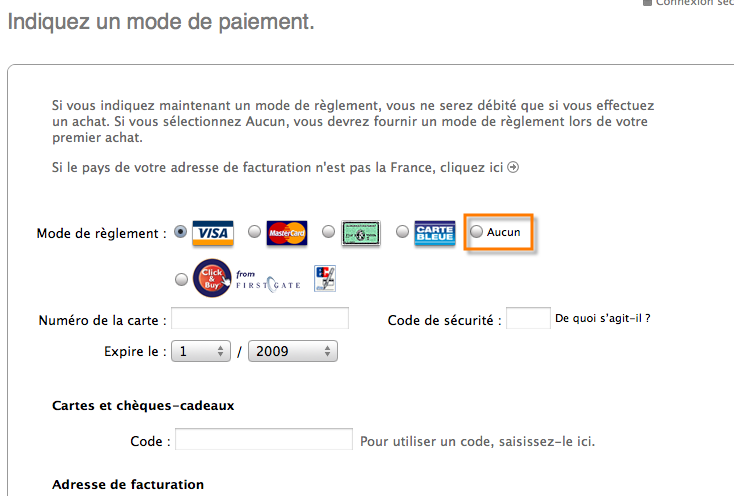 Connexion séc
Indiquez un mode de paiement.
Si vous indiquez maintenant un mode de règlement, vous ne serez débité que si vous effectuez
un achat. Si vous sélectionnez Aucun, vous devrez fournir un mode de règlement lors de votre
premier achat.
Si le pays de votre adresse de facturation n'est pas la France, cliquez ici
Mode de règlement : VISA MasterCard CARTE BLEUE Aucun
Click & Buy from FIRSTGATE
Numéro de la carte : Code de sécurité : De quoi s'agit-il ?
Expire le : 1 / 2009
Cartes et chèques-cadeaux
Code : Pour utiliser un code, saisissez-le ici.
Adresse de facturation